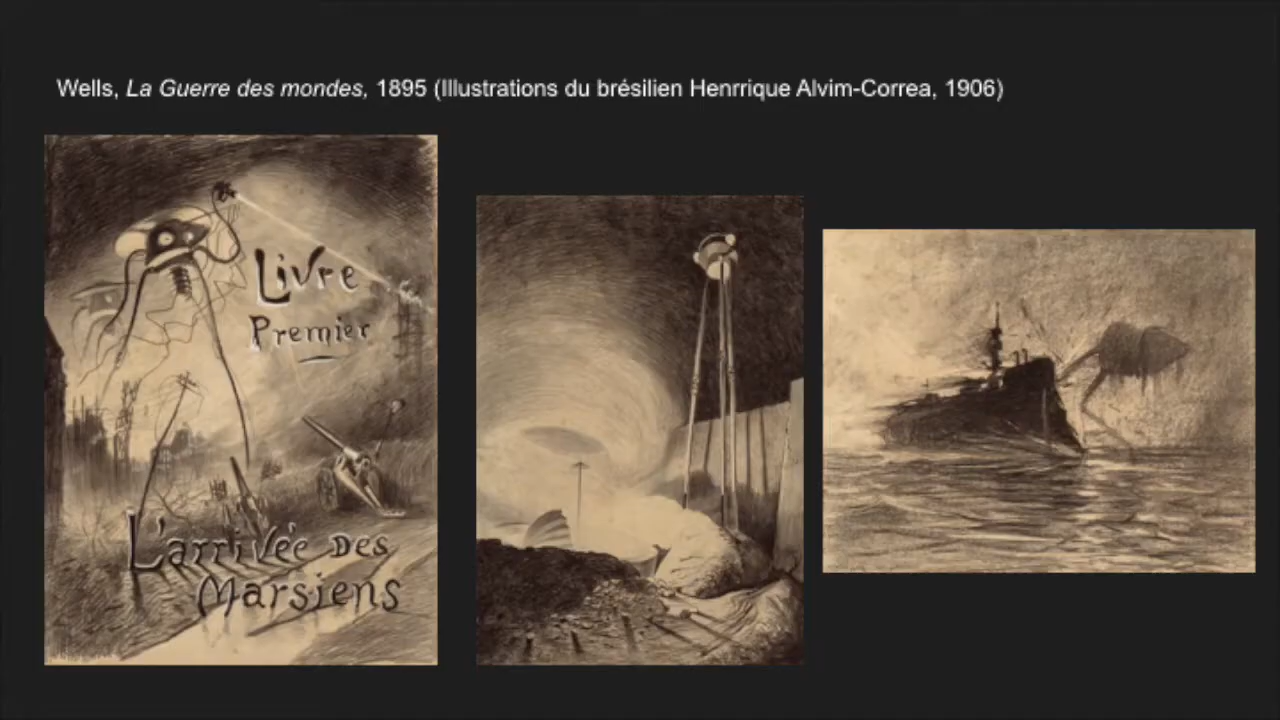 Wells, La Guerre des mondes, 1895 (Illustrations du brésilien Henrrique Alvim-Correa, 1906)
Livre
Premier
L'arrivée des
Marsiens